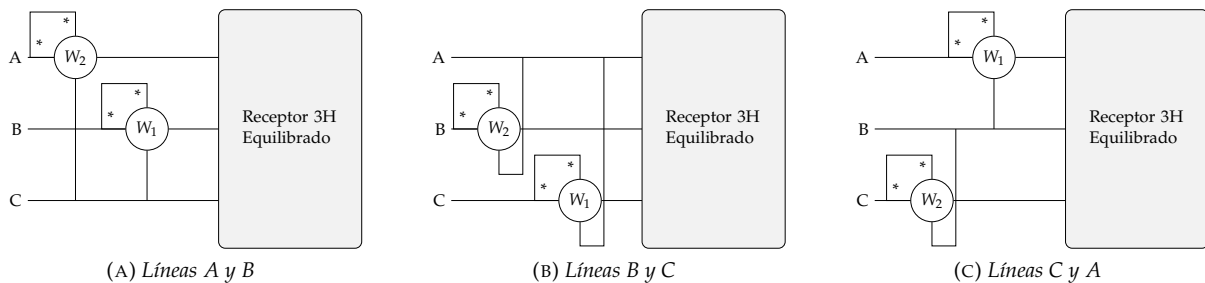 A
*
*
W2
B
*
*
W1
C
Receptor 3H
Equilibrado
(A) Líneas A y B
A
B
*
*
W2
C
*
*
W1
Receptor 3H
Equilibrado
(B) Líneas B y C
A
*
*
W1
B
C
*
*
W2
Receptor 3H
Equilibrado
(C) Líneas C y A